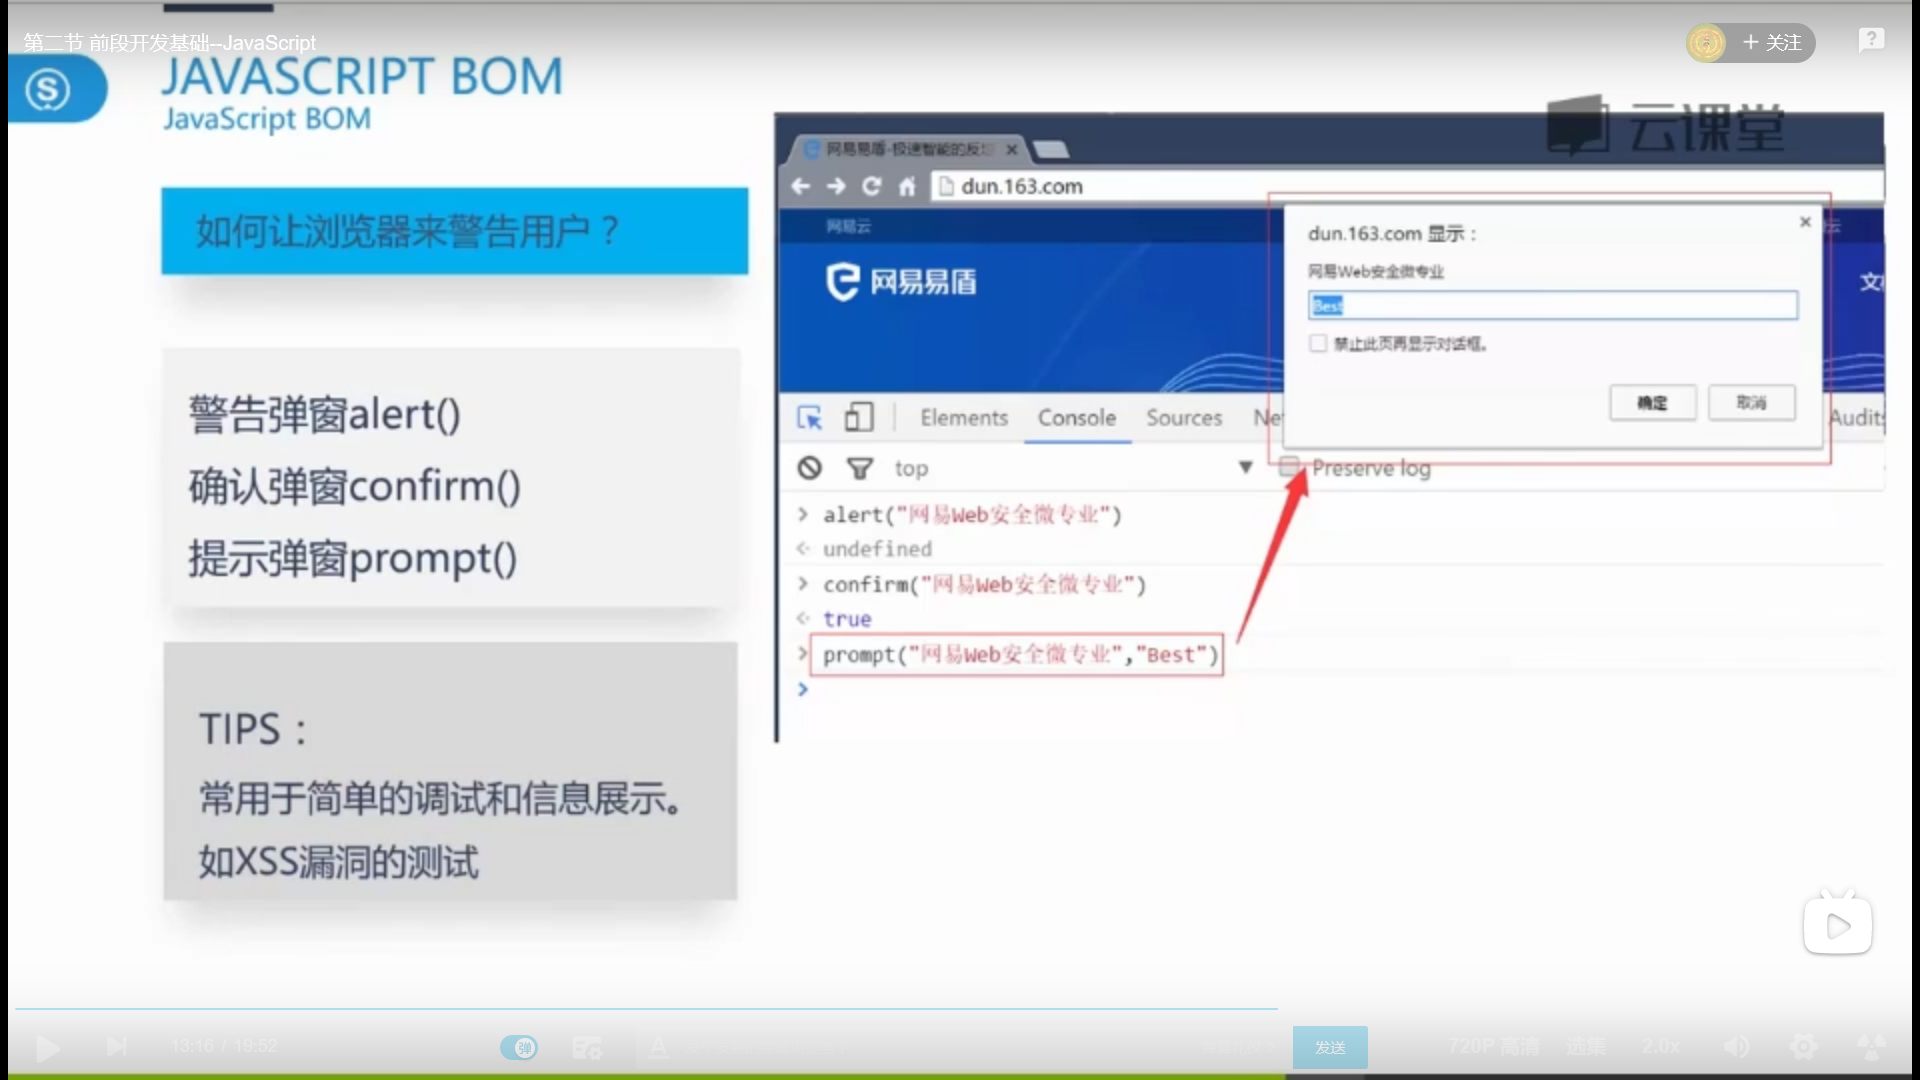 第二节 前段开发基础--JavaScript
+ 关注
JAVASCRIPT BOM
JavaScript BOM
如何让浏览器来警告用户？
警告弹窗alert()
确认弹窗confirm()
提示弹窗prompt()
TIPS：
常用于简单的调试和信息展示。
如XSS漏洞的测试
云课堂
网易易盾-极速智能的反垃
dun.163.com
网易云
网易易盾
dun.163.com 显示：
网易Web安全微专业
Best
禁止此页再显示对话框。
确定
取消
Elements
Console
Sources
Ne
Audits
top
Preserve log
alert("网易Web安全微专业")
undefined
confirm("网易Web安全微专业")
true
prompt("网易Web安全微专业","Best")
13:16 / 19:52
弹
发送
720P 高清
选集
2.0x